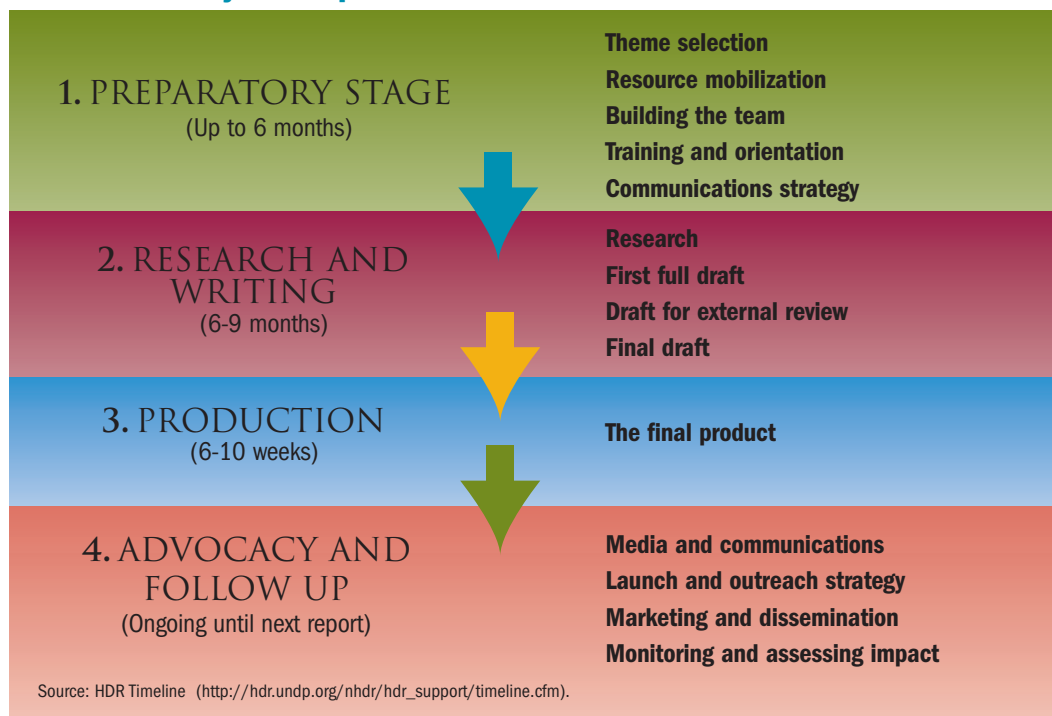 1. PREPARATORY STAGE
(Up to 6 months)
Theme selection
Resource mobilization
Building the team
Training and orientation
Communications strategy
2. RESEARCH AND
WRITING
(6-9 months)
Research
First full draft
Draft for external review
Final draft
3. PRODUCTION
(6-10 weeks)
The final product
4. ADVOCACY AND
FOLLOW UP
(Ongoing until next report)
Media and communications
Launch and outreach strategy
Marketing and dissemination
Monitoring and assessing impact
Source: HDR Timeline (http://hdr.undp.org/nhdr/hdr_support/timeline.cfm).